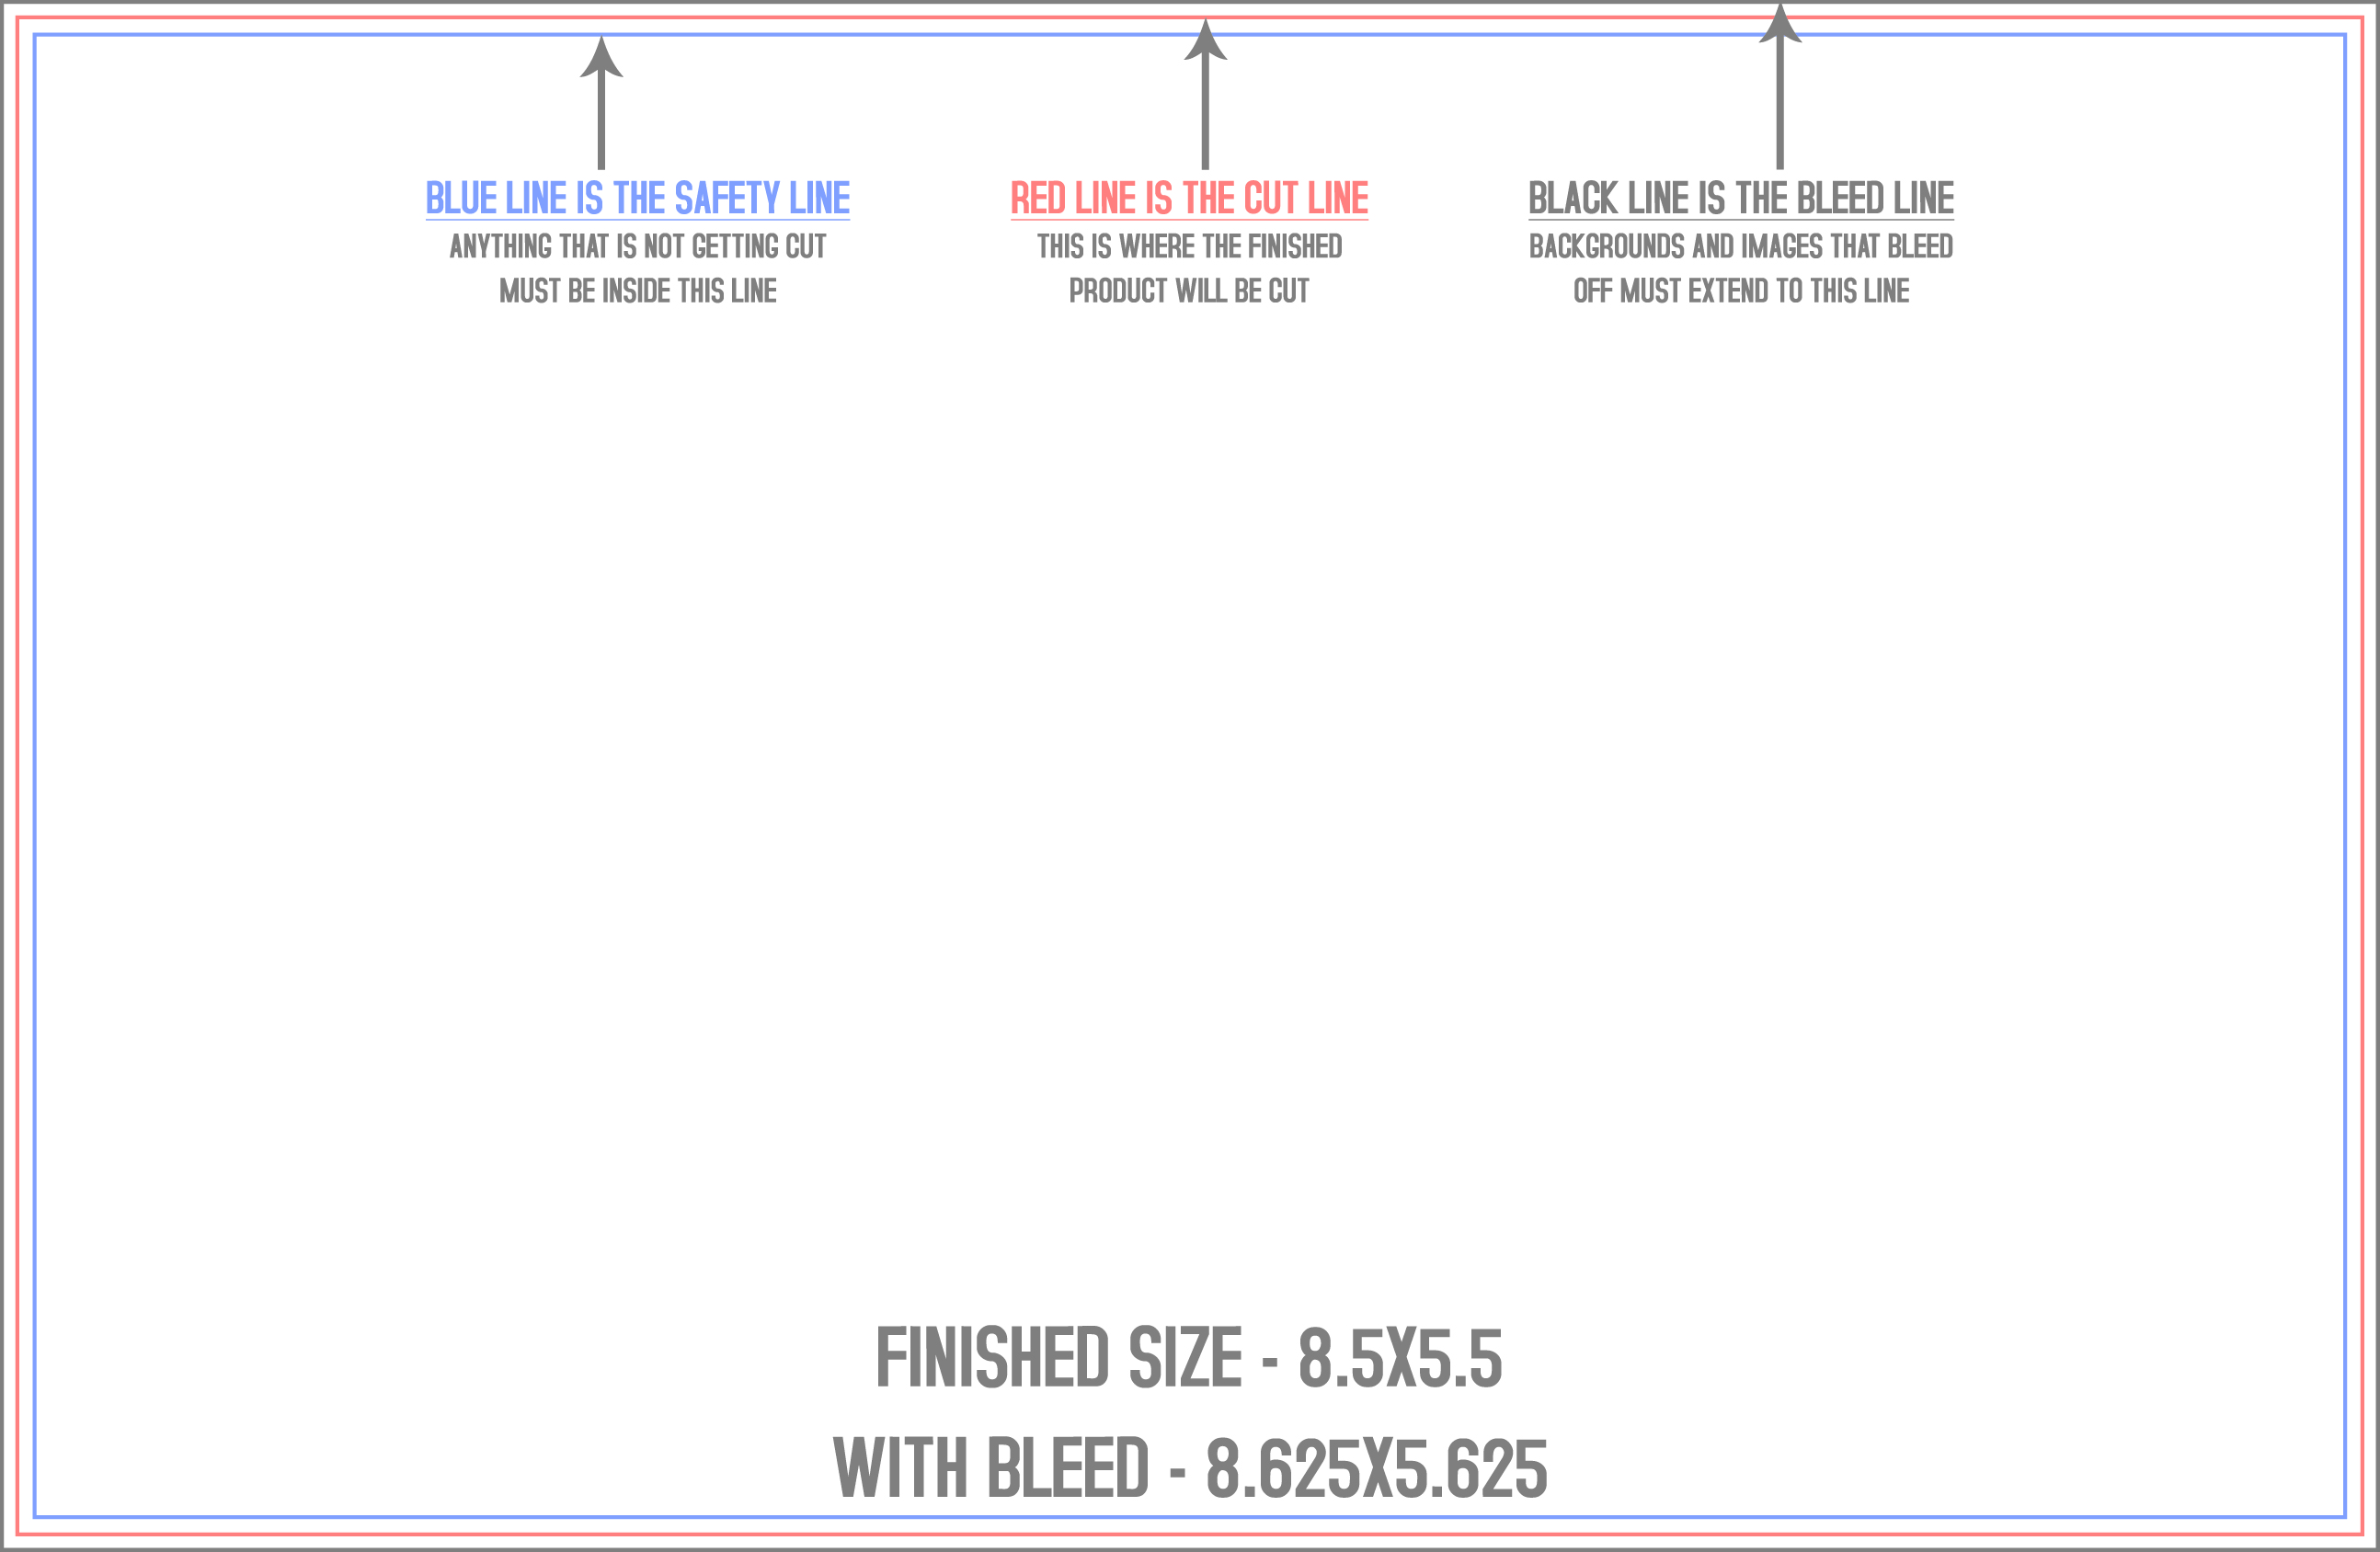 BLUE LINE IS THE SAFETY LINE
ANYTHING THAT IS NOT GETTING CUT
MUST BE INSIDE THIS LINE
RED LINE IS THE CUT LINE
THIS IS WHERE THE FINISHED
PRODUCT WILL BE CUT
BLACK LINE IS THE BLEED LINE
BACKGROUNDS AND IMAGES THAT BLEED
OFF MUST EXTEND TO THIS LINE
FINISHED SIZE - 8.5X5.5
WITH BLEED - 8.625X5.625